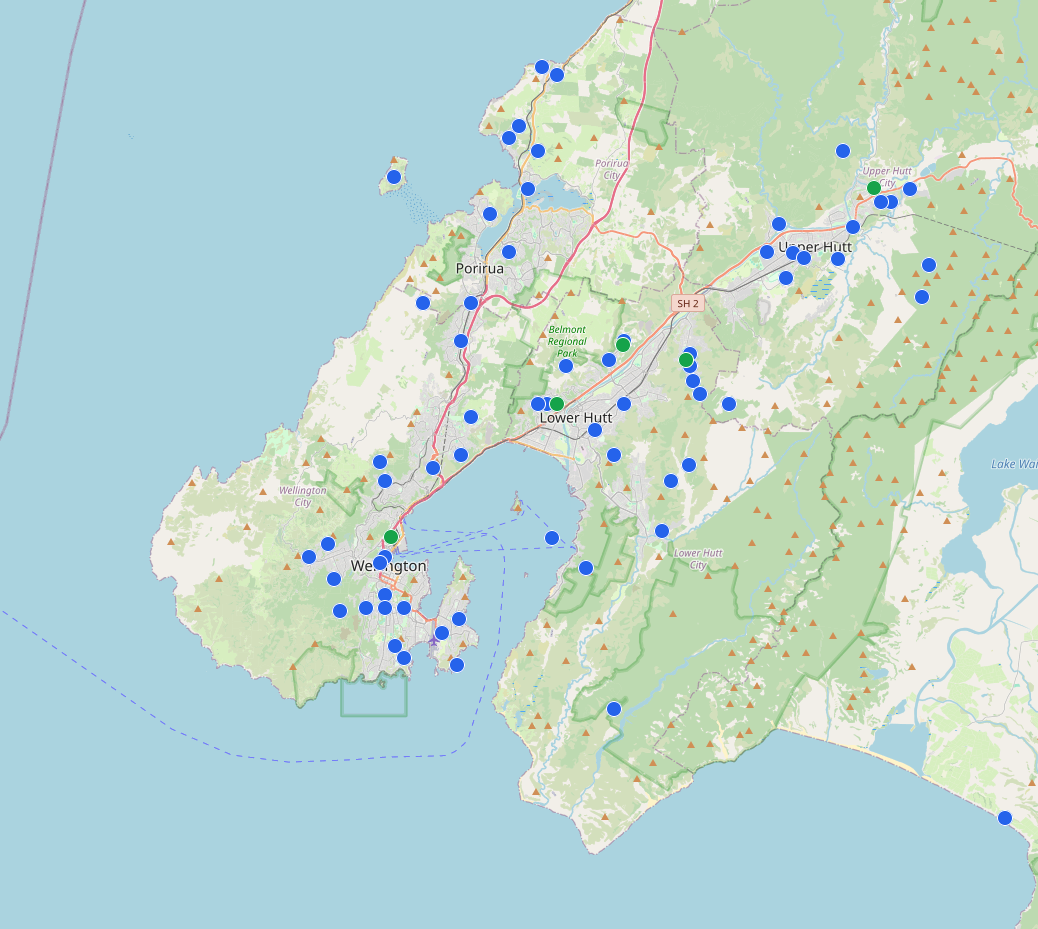 Porirua
City
Upper Hutt
City
Upper Hutt
Porirua
SH 2
Belmont
Regional
Park
Lower Hutt
Lake Wai
Wellington
City
Lower Hutt
City
Wellington